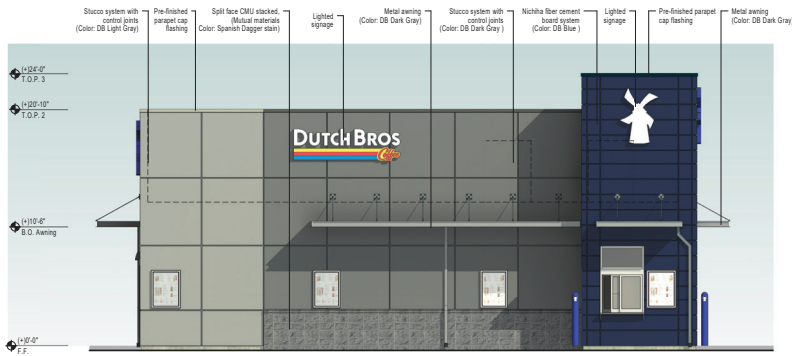 Stucco system with
control joints
(Color: DB Light Gray)
Pre-finished
parapet cap
flashing
Split face CMU stacked,
(Mutual materials
Color: Spanish Dagger stain)
Lighted
signage
Metal awning
(Color: DB Dark Gray)
Stucco system with
control joints
(Color: DB Dark Gray )
Nichiha fiber cement
board system
(Color: DB Blue )
Lighted
signage
Pre-finished parapet
cap flashing
Metal awning
(Color: DB Dark Gray
(+)24'-0"
T.O.P. 3
(+)20'-10"
T.O.P. 2
DUTCH BROS
Coffee
(+)10'-6"
B.O. Awning
(+)0'-0"
F.F.